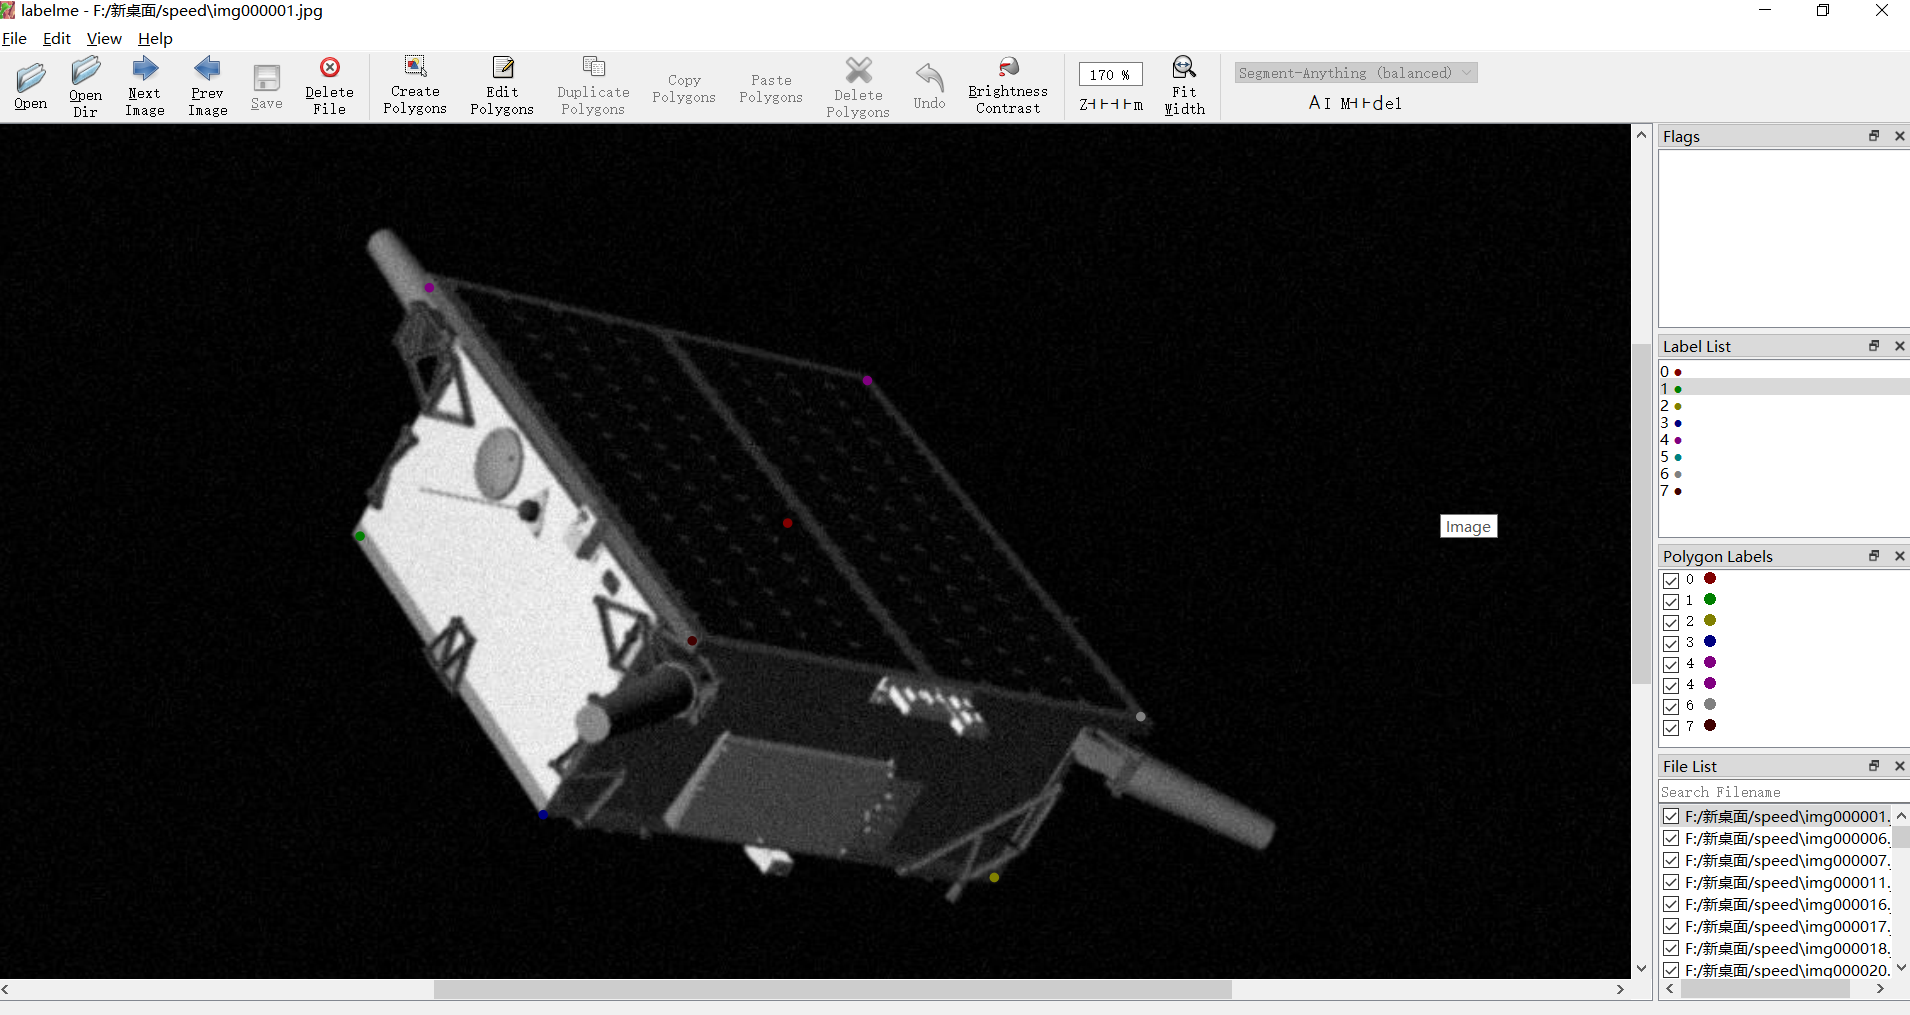 labelme - F:/新桌面/speed\img000001.jpg
File Edit View Help
Open
Open Dir
Next Image
Prev Image
Save
Delete File
Create Polygons
Edit Polygons
Duplicate Polygons
Copy Polygons
Paste Polygons
Delete Polygons
Undo
Brightness Contrast
170 %
Fit Width
Segment-Anything (balanced)
Flags
Label List
0
1
2
3
4
5
6
7
Image
Polygon Labels
0
1
2
3
4
4
6
7
File List
Search Filename
F:/新桌面/speed\img000001.
F:/新桌面/speed\img000006.
F:/新桌面/speed\img000007.
F:/新桌面/speed\img000011.
F:/新桌面/speed\img000016.
F:/新桌面/speed\img000017.
F:/新桌面/speed\img000018.
F:/新桌面/speed\img000020.